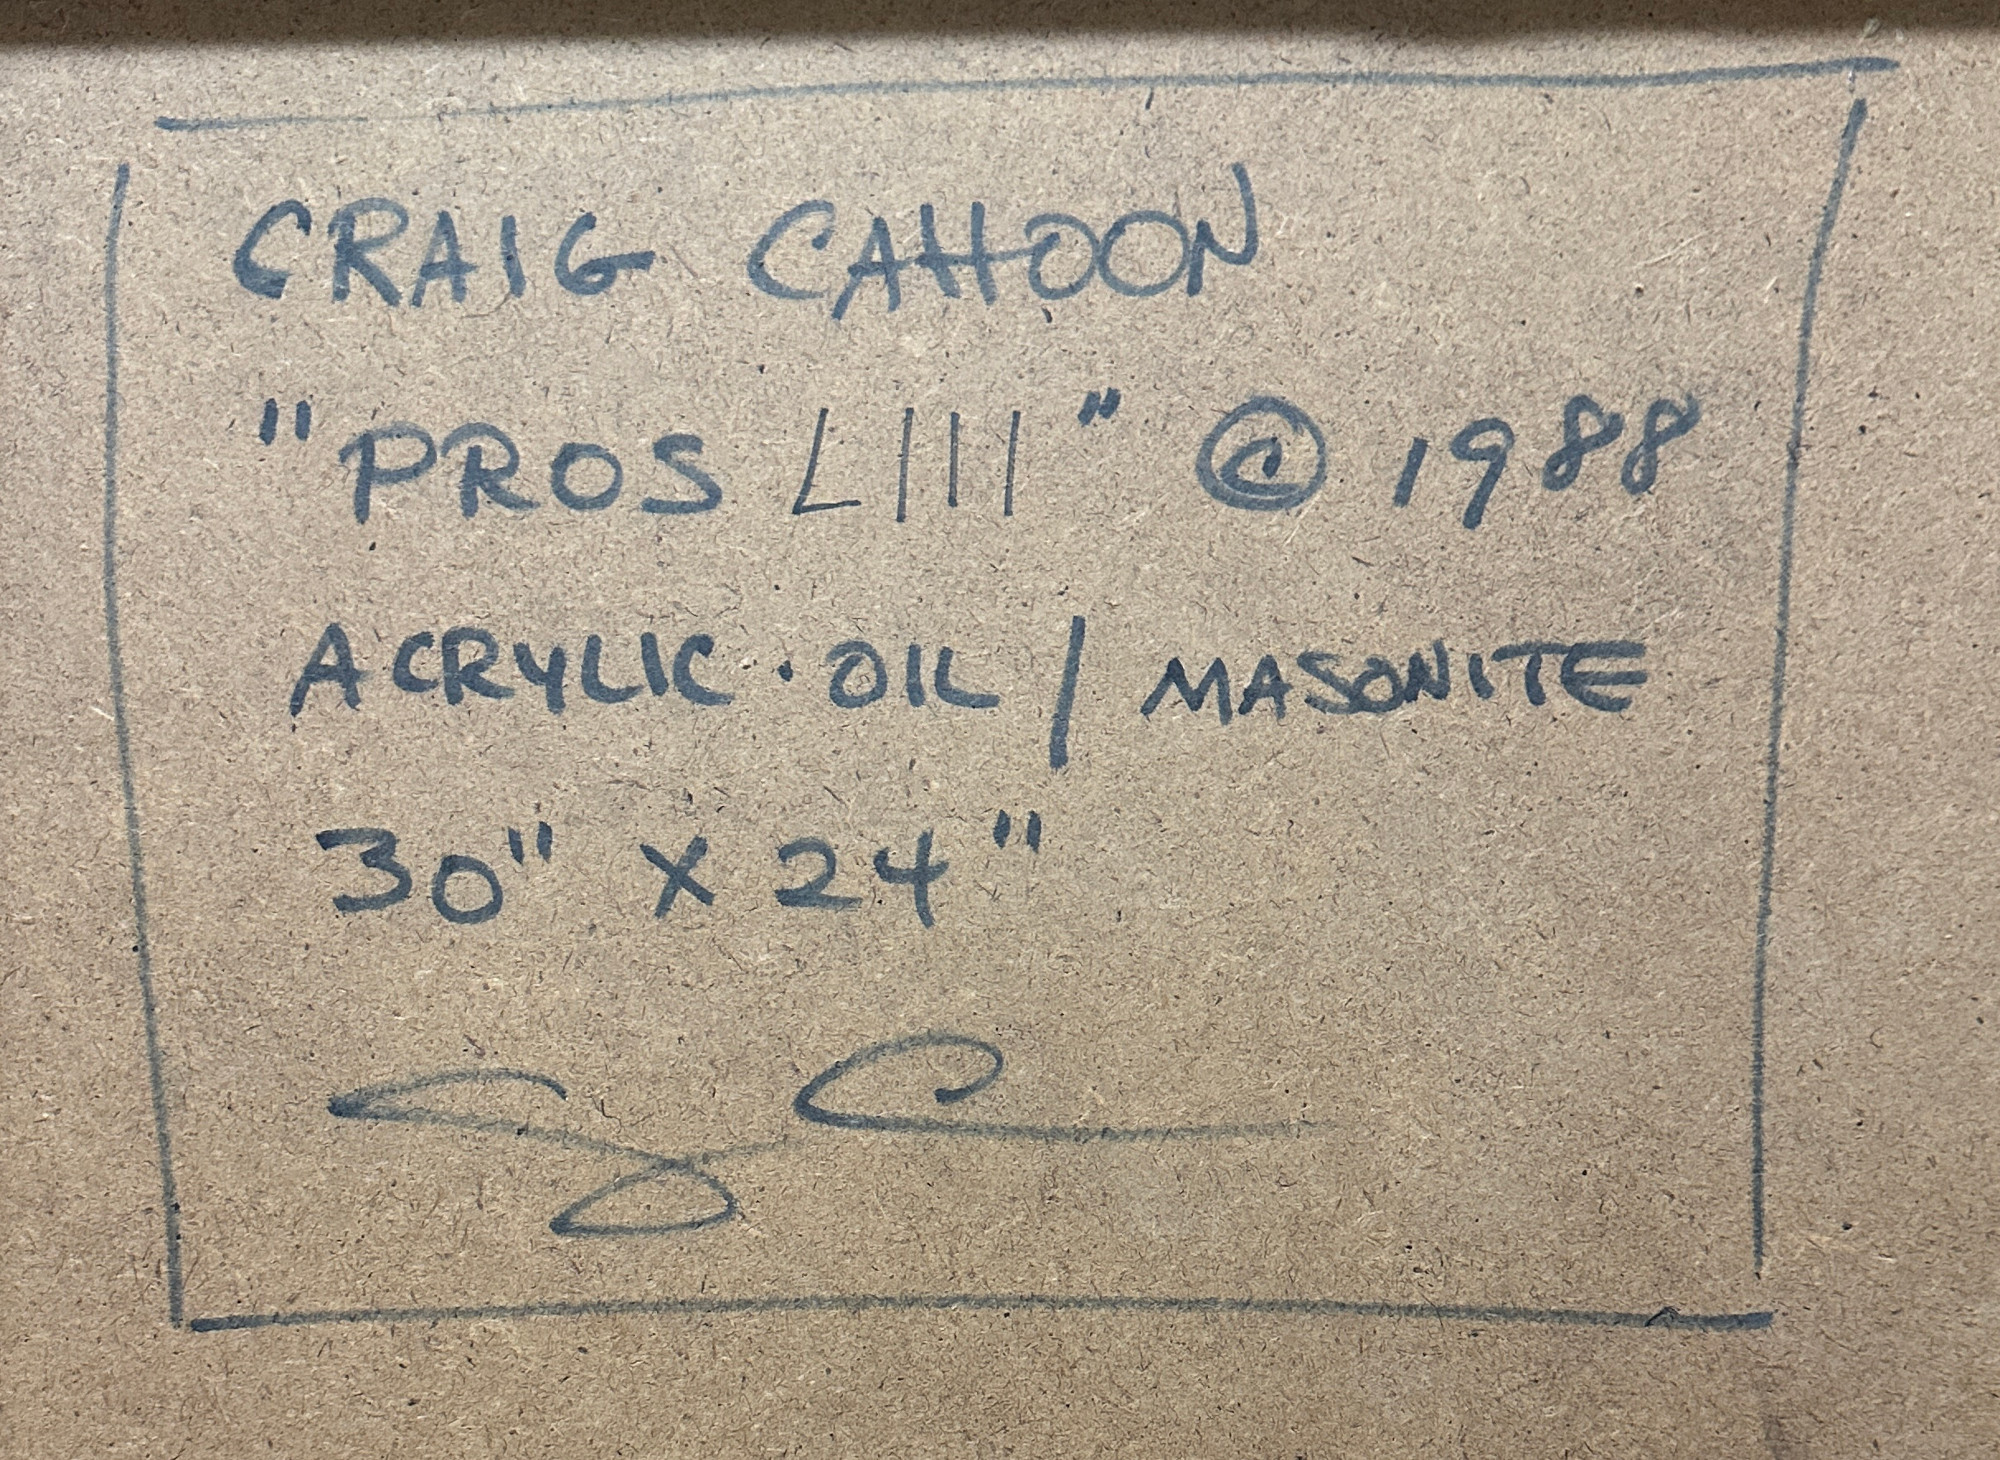 CRAIG CAHOON
"PROS LIII" © 1988
ACRYLIC · OIL / MASONITE
30" X 24"